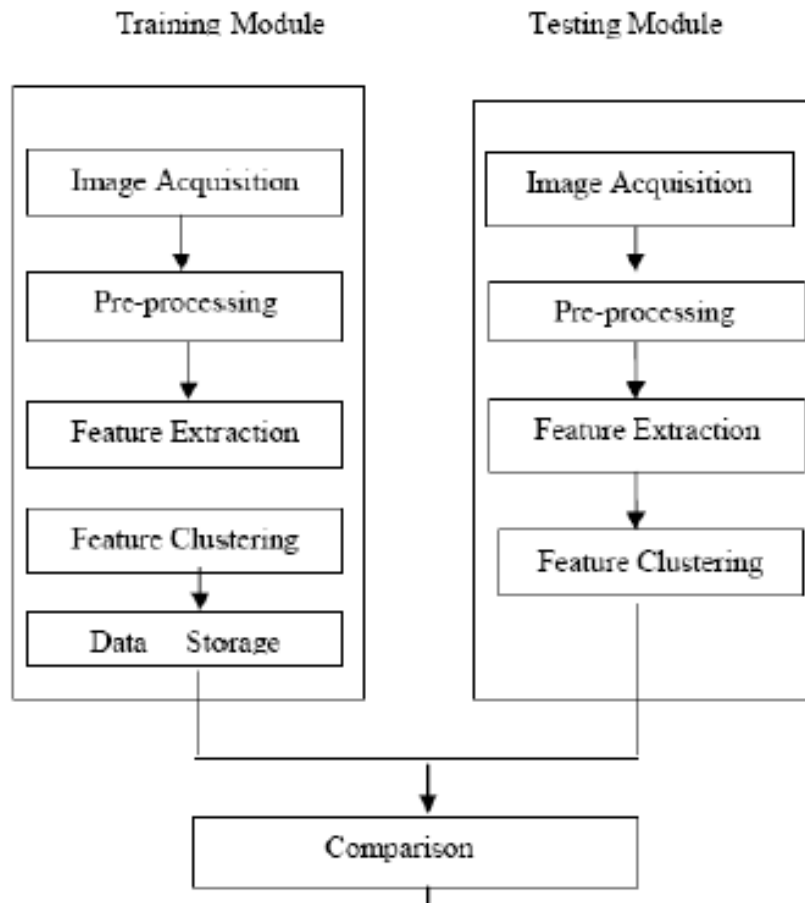 Training Module
Testing Module
Image Acquisition
Pre-processing
Feature Extraction
Feature Clustering
Data Storage
Image Acquisition
Pre-processing
Feature Extraction
Feature Clustering
Comparison